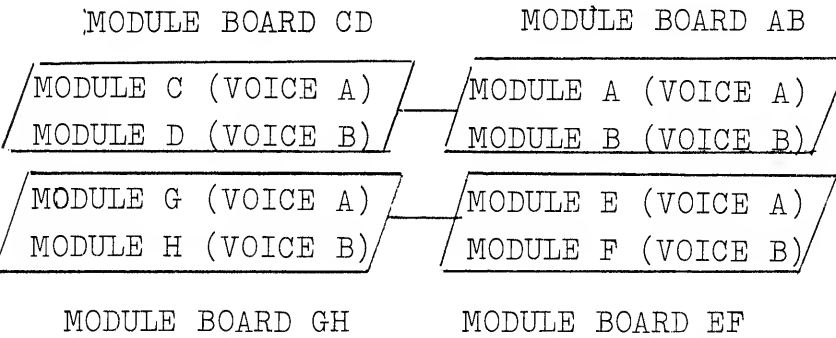 MODULE BOARD CD MODULE BOARD AB
MODULE C (VOICE A) MODULE A (VOICE A)
MODULE D (VOICE B) MODULE B (VOICE B)
MODULE G (VOICE A) MODULE E (VOICE A)
MODULE H (VOICE B) MODULE F (VOICE B)
MODULE BOARD GH MODULE BOARD EF